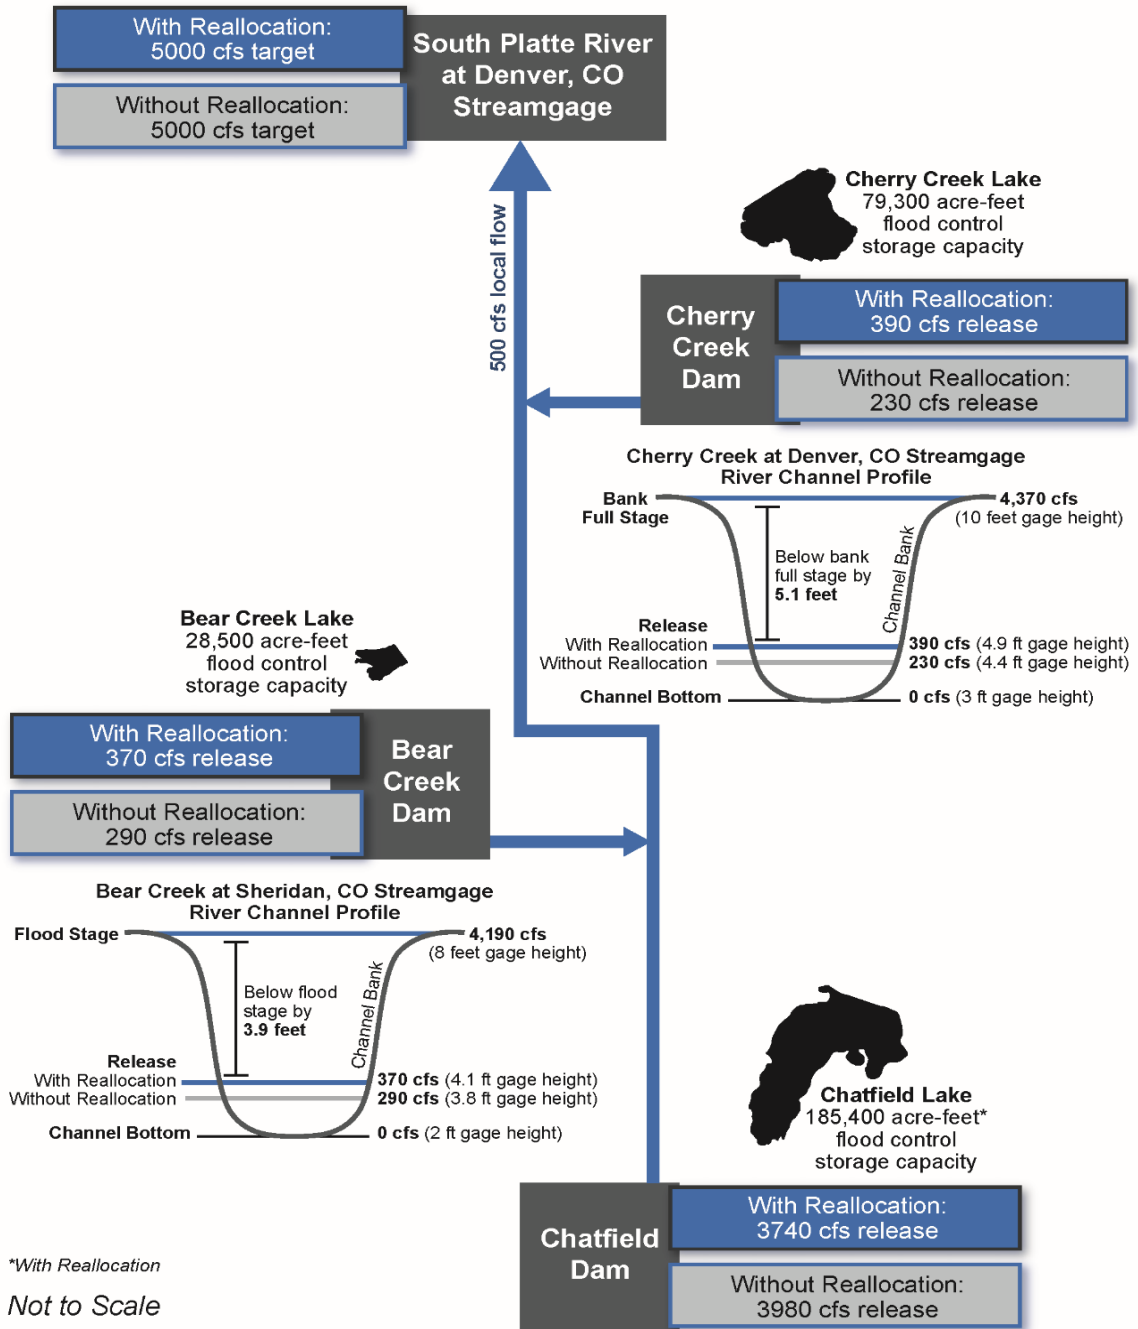 With Reallocation:
5000 cfs target
Without Reallocation:
5000 cfs target
South Platte River
at Denver, CO
Streamgage
500 cfs local flow
Cherry Creek Lake
79,300 acre-feet
flood control
storage capacity
Cherry
Creek
Dam
With Reallocation:
390 cfs release
Without Reallocation:
230 cfs release
Cherry Creek at Denver, CO Streamgage
River Channel Profile
Bank
Full Stage
4,370 cfs
(10 feet gage height)
Below bank
full stage by
5.1 feet
Channel Bank
Release
With Reallocation
390 cfs (4.9 ft gage height)
Without Reallocation
230 cfs (4.4 ft gage height)
Channel Bottom
0 cfs (3 ft gage height)
Bear Creek Lake
28,500 acre-feet
flood control
storage capacity
With Reallocation:
370 cfs release
Without Reallocation:
290 cfs release
Bear
Creek
Dam
Bear Creek at Sheridan, CO Streamgage
River Channel Profile
Flood Stage
4,190 cfs
(8 feet gage height)
Below flood
stage by
3.9 feet
Channel Bank
Release
With Reallocation
370 cfs (4.1 ft gage height)
Without Reallocation
290 cfs (3.8 ft gage height)
Channel Bottom
0 cfs (2 ft gage height)
Chatfield Lake
185,400 acre-feet*
flood control
storage capacity
Chatfield
Dam
With Reallocation:
3740 cfs release
Without Reallocation:
3980 cfs release
*With Reallocation
Not to Scale